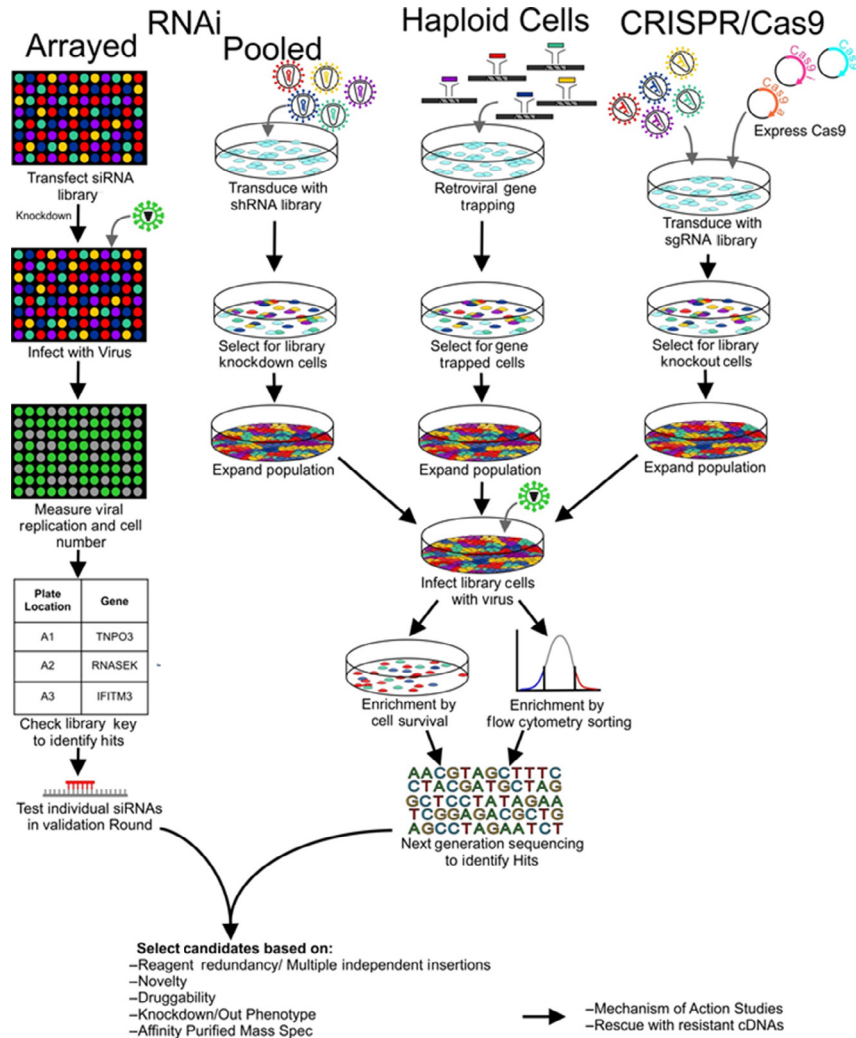 RNAi
Haploid Cells
CRISPR/Cas9
Arrayed
Pooled
Transfect siRNA
library
Knockdown
Infect with Virus
Measure viral
replication and cell
number
Plate
Location
Gene
A1
TNPO3
A2
RNASEK
A3
IFITM3
Check library key
to identify hits
Test individual siRNAs
in validation Round
Transduce with
shRNA library
Select for library
knockdown cells
Expand population
Retroviral gene
trapping
Select for gene
trapped cells
Expand population
Cas9
Cas9
Cas9
Express Cas9
Transduce with
sgRNA library
Select for library
knockout cells
Expand population
Infect library cells
with virus
Enrichment by
cell survival
Enrichment by
flow cytometry sorting
AACGTAGCTTTC
CTACGATGCTAG
GCTCCTATAGAA
TCGGAGACGCTG
AGCCTAGAATCT
Next generation sequencing
to identify Hits
Select candidates based on:
–Reagent redundancy/ Multiple independent insertions
–Novelty
–Druggability
–Knockdown/Out Phenotype
–Affinity Purified Mass Spec
–Mechanism of Action Studies
–Rescue with resistant cDNAs